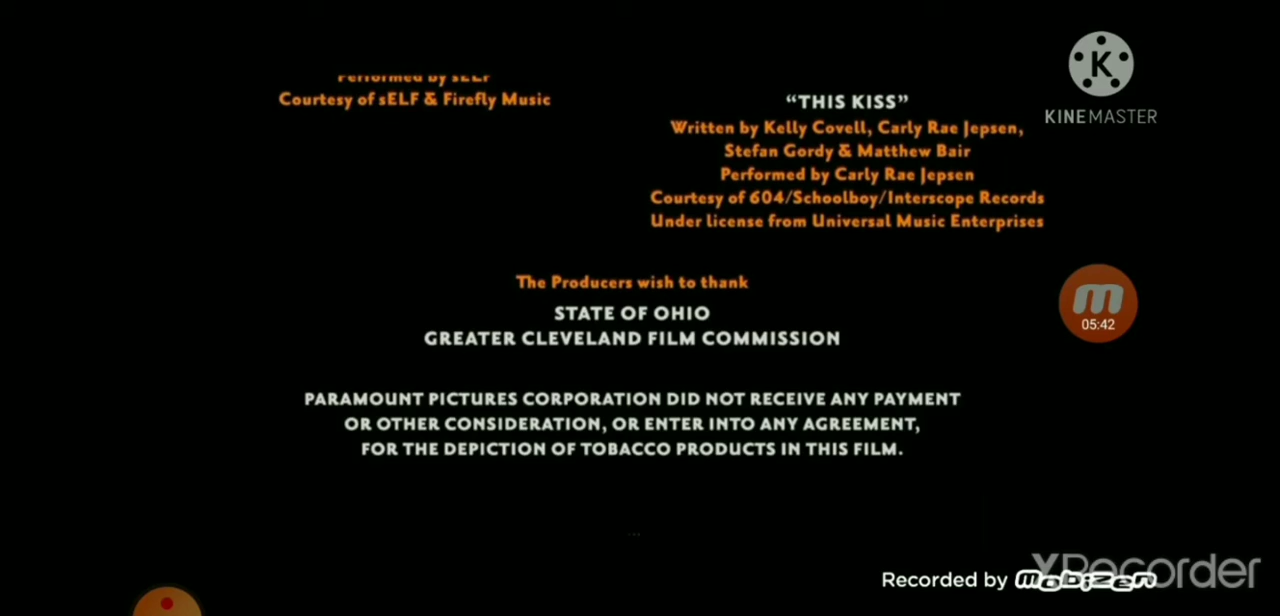 Performed by sELF
Courtesy of sELF & Firefly Music
“THIS KISS”
Written by Kelly Covell, Carly Rae Jepsen,
Stefan Gordy & Matthew Bair
Performed by Carly Rae Jepsen
Courtesy of 604/Schoolboy/Interscope Records
Under license from Universal Music Enterprises
K
KINEMASTER
The Producers wish to thank
STATE OF OHIO
GREATER CLEVELAND FILM COMMISSION
m
05:42
PARAMOUNT PICTURES CORPORATION DID NOT RECEIVE ANY PAYMENT
OR OTHER CONSIDERATION, OR ENTER INTO ANY AGREEMENT,
FOR THE DEPICTION OF TOBACCO PRODUCTS IN THIS FILM.
XRecorder
Recorded by mobizen